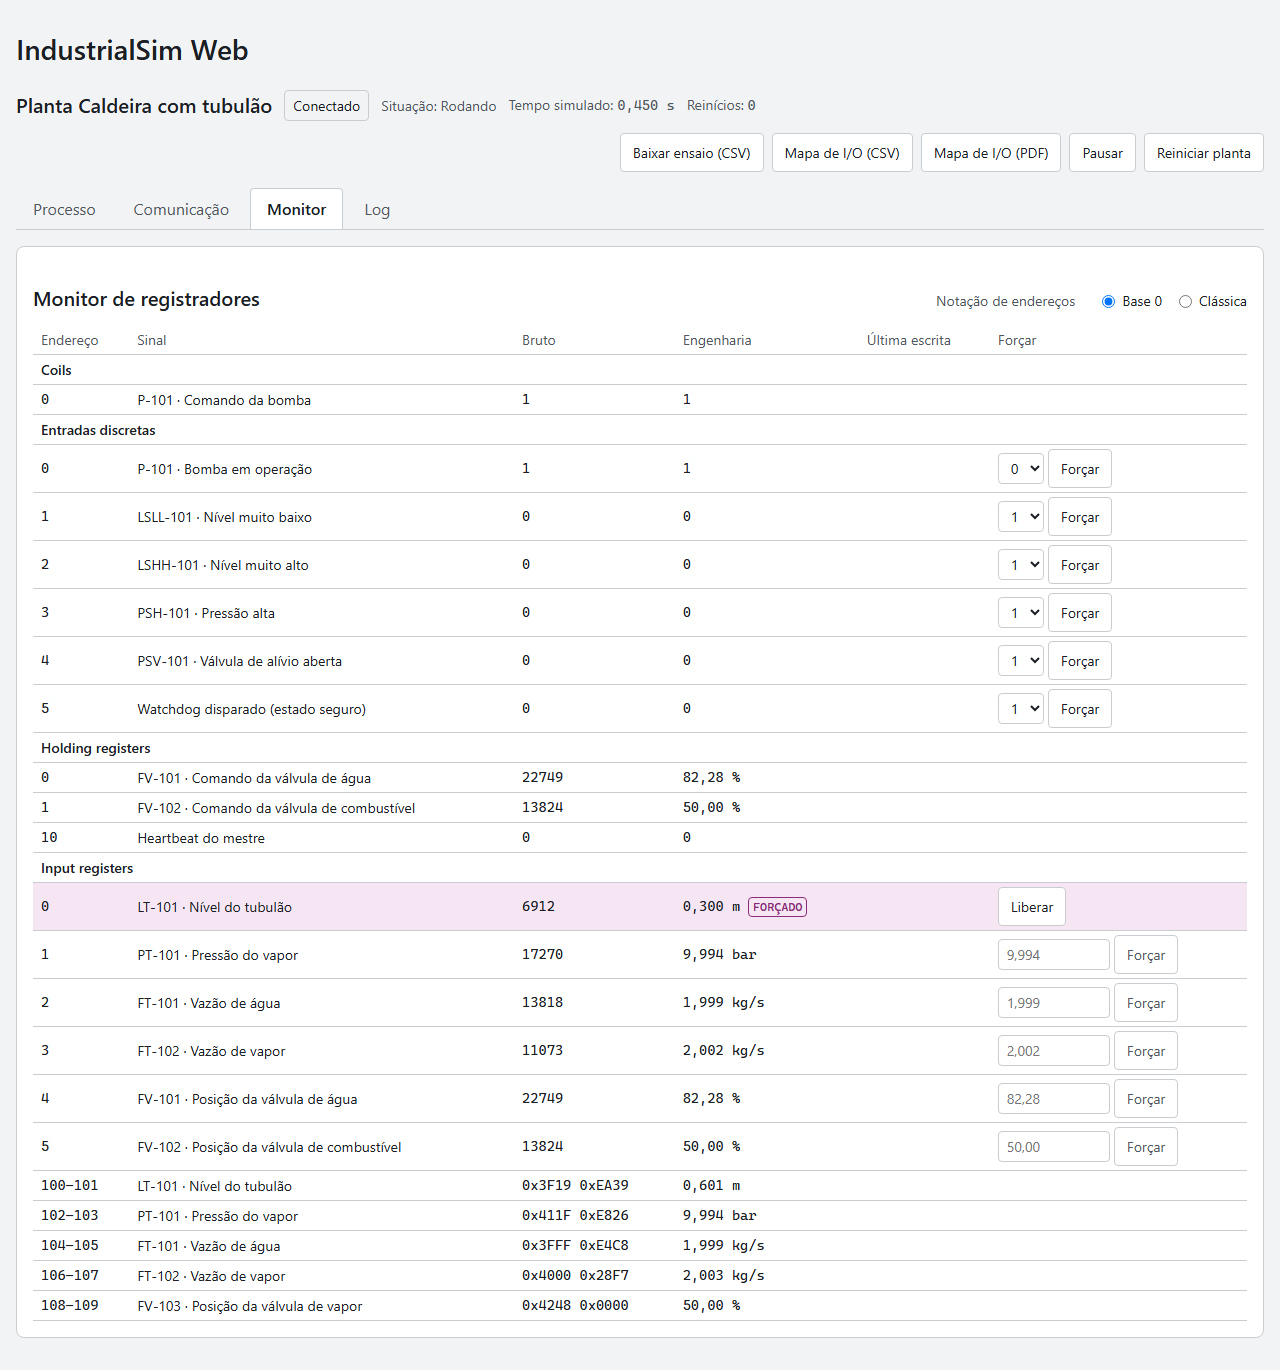 IndustrialSim Web
Planta Caldeira com tubulão Conectado Situação: Rodando Tempo simulado: 0,450 s Reinícios: 0
Baixar ensaio (CSV) Mapa de I/O (CSV) Mapa de I/O (PDF) Pausar Reiniciar planta
Processo Comunicação Monitor Log
Monitor de registradores Notação de endereços Base 0 Clássica
Endereço Sinal Bruto Engenharia Última escrita Forçar
Coils
0 P-101 · Comando da bomba 1 1
Entradas discretas
0 P-101 · Bomba em operação 1 1 0 Forçar
1 LSLL-101 · Nível muito baixo 0 0 1 Forçar
2 LSHH-101 · Nível muito alto 0 0 1 Forçar
3 PSH-101 · Pressão alta 0 0 1 Forçar
4 PSV-101 · Válvula de alívio aberta 0 0 1 Forçar
5 Watchdog disparado (estado seguro) 0 0 1 Forçar
Holding registers
0 FV-101 · Comando da válvula de água 22749 82,28 %
1 FV-102 · Comando da válvula de combustível 13824 50,00 %
10 Heartbeat do mestre 0 0
Input registers
0 LT-101 · Nível do tubulão 6912 0,300 m FORÇADO Liberar
1 PT-101 · Pressão do vapor 17270 9,994 bar 9,994 Forçar
2 FT-101 · Vazão de água 13818 1,999 kg/s 1,999 Forçar
3 FT-102 · Vazão de vapor 11073 2,002 kg/s 2,002 Forçar
4 FV-101 · Posição da válvula de água 22749 82,28 % 82,28 Forçar
5 FV-102 · Posição da válvula de combustível 13824 50,00 % 50,00 Forçar
100–101 LT-101 · Nível do tubulão 0x3F19 0xEA39 0,601 m
102–103 PT-101 · Pressão do vapor 0x411F 0xE826 9,994 bar
104–105 FT-101 · Vazão de água 0x3FFF 0xE4C8 1,999 kg/s
106–107 FT-102 · Vazão de vapor 0x4000 0x28F7 2,003 kg/s
108–109 FV-103 · Posição da válvula de vapor 0x4248 0x0000 50,00 %